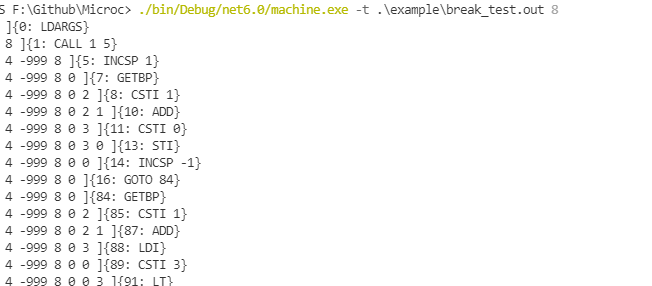 S F:\Github\Microc> ./bin/Debug/net6.0/machine.exe -t .\example\break_test.out 8
]{0: LDARGS}
8 ]{1: CALL 1 5}
4 -999 8 ]{5: INCSP 1}
4 -999 8 0 ]{7: GETBP}
4 -999 8 0 2 ]{8: CSTI 1}
4 -999 8 0 2 1 ]{10: ADD}
4 -999 8 0 3 ]{11: CSTI 0}
4 -999 8 0 3 0 ]{13: STI}
4 -999 8 0 0 ]{14: INCSP -1}
4 -999 8 0 ]{16: GOTO 84}
4 -999 8 0 ]{84: GETBP}
4 -999 8 0 2 ]{85: CSTI 1}
4 -999 8 0 2 1 ]{87: ADD}
4 -999 8 0 3 ]{88: LDI}
4 -999 8 0 0 ]{89: CSTI 3}
4 -999 8 0 0 3 ]{91: LT}